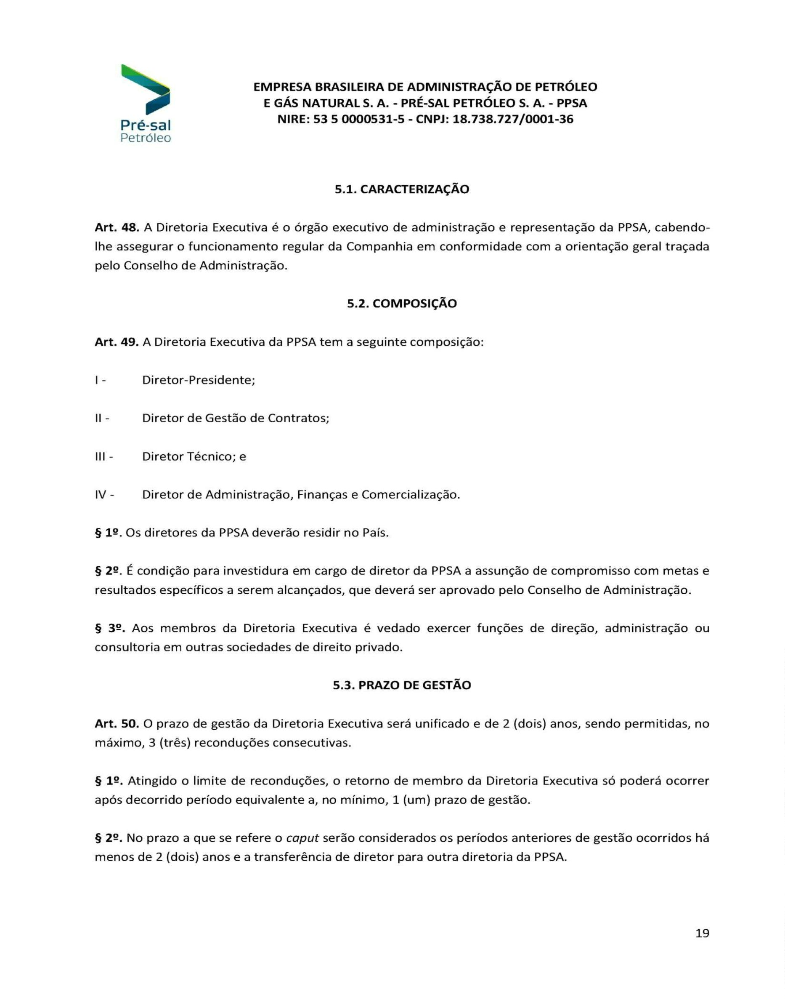 Pré-sal
Petróleo
EMPRESA BRASILEIRA DE ADMINISTRAÇÃO DE PETRÓLEO
E GÁS NATURAL S. A. - PRÉ-SAL PETRÓLEO S. A. - PPSA
NIRE: 53 5 0000531-5 - CNPJ: 18.738.727/0001-36
5.1. CARACTERIZAÇÃO
Art. 48. A Diretoria Executiva é o órgão executivo de administração e representação da PPSA, cabendo-
lhe assegurar o funcionamento regular da Companhia em conformidade com a orientação geral traçada
pelo Conselho de Administração.
5.2. COMPOSIÇÃO
Art. 49. A Diretoria Executiva da PPSA tem a seguinte composição:
I - Diretor-Presidente;
II - Diretor de Gestão de Contratos;
III - Diretor Técnico; e
IV - Diretor de Administração, Finanças e Comercialização.
§ 1º. Os diretores da PPSA deverão residir no País.
§ 2º. É condição para investidura em cargo de diretor da PPSA a assunção de compromisso com metas e
resultados específicos a serem alcançados, que deverá ser aprovado pelo Conselho de Administração.
§ 3º. Aos membros da Diretoria Executiva é vedado exercer funções de direção, administração ou
consultoria em outras sociedades de direito privado.
5.3. PRAZO DE GESTÃO
Art. 50. O prazo de gestão da Diretoria Executiva será unificado e de 2 (dois) anos, sendo permitidas, no
máximo, 3 (três) reconduções consecutivas.
§ 1º. Atingido o limite de reconduções, o retorno de membro da Diretoria Executiva só poderá ocorrer
após decorrido período equivalente a, no mínimo, 1 (um) prazo de gestão.
§ 2º. No prazo a que se refere o caput serão considerados os períodos anteriores de gestão ocorridos há
menos de 2 (dois) anos e a transferência de diretor para outra diretoria da PPSA.
19